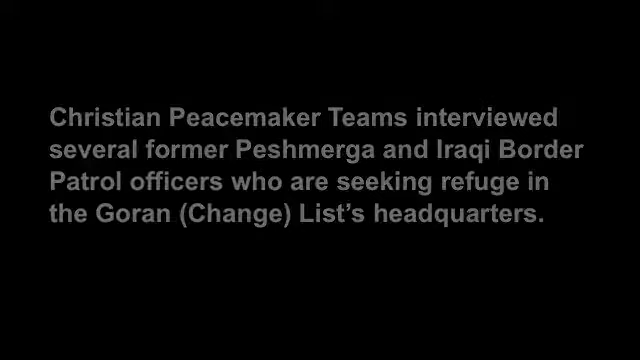 Christian Peacemaker Teams interviewed
several former Peshmerga and Iraqi Border
Patrol officers who are seeking refuge in
the Goran (Change) List's headquarters.